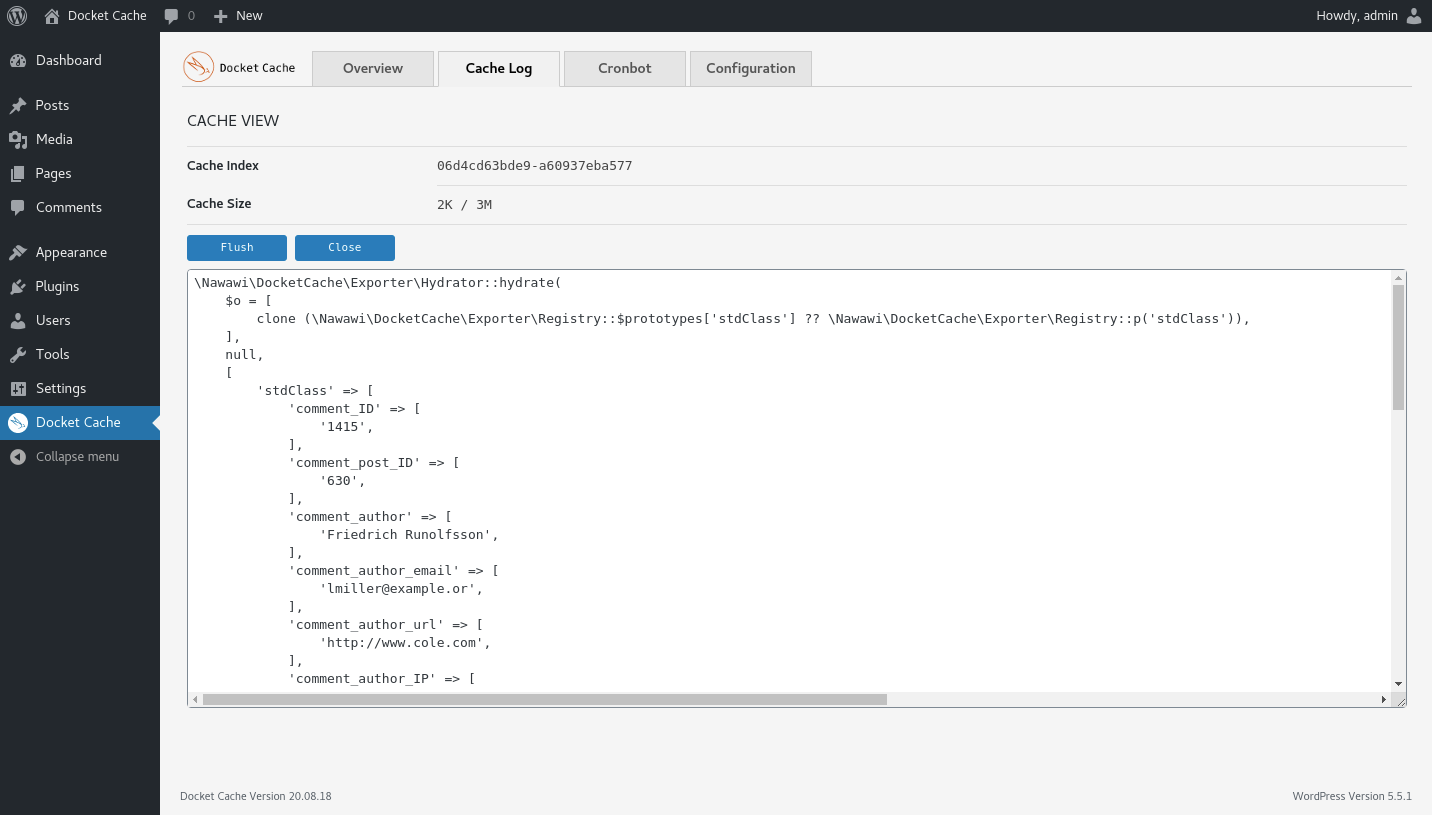 Docket Cache
0
New
Howdy, admin
Dashboard
Posts
Media
Pages
Comments
Appearance
Plugins
Users
Tools
Settings
Docket Cache
Collapse menu
Docket Cache
Overview
Cache Log
Cronbot
Configuration
CACHE VIEW
Cache Index 06d4cd63bde9-a60937eba577
Cache Size 2K / 3M
Flush
Close
\Nawawi\DocketCache\Exporter\Hydrator::hydrate(
    $o = [
        clone (\Nawawi\DocketCache\Exporter\Registry::$prototypes['stdClass'] ?? \Nawawi\DocketCache\Exporter\Registry::p('stdClass')),
    ],
    null,
    [
        'stdClass' => [
            'comment_ID' => [
                '1415',
            ],
            'comment_post_ID' => [
                '630',
            ],
            'comment_author' => [
                'Friedrich Runolfsson',
            ],
            'comment_author_email' => [
                'lmiller@example.or',
            ],
            'comment_author_url' => [
                'http://www.cole.com',
            ],
            'comment_author_IP' => [
Docket Cache Version 20.08.18
WordPress Version 5.5.1